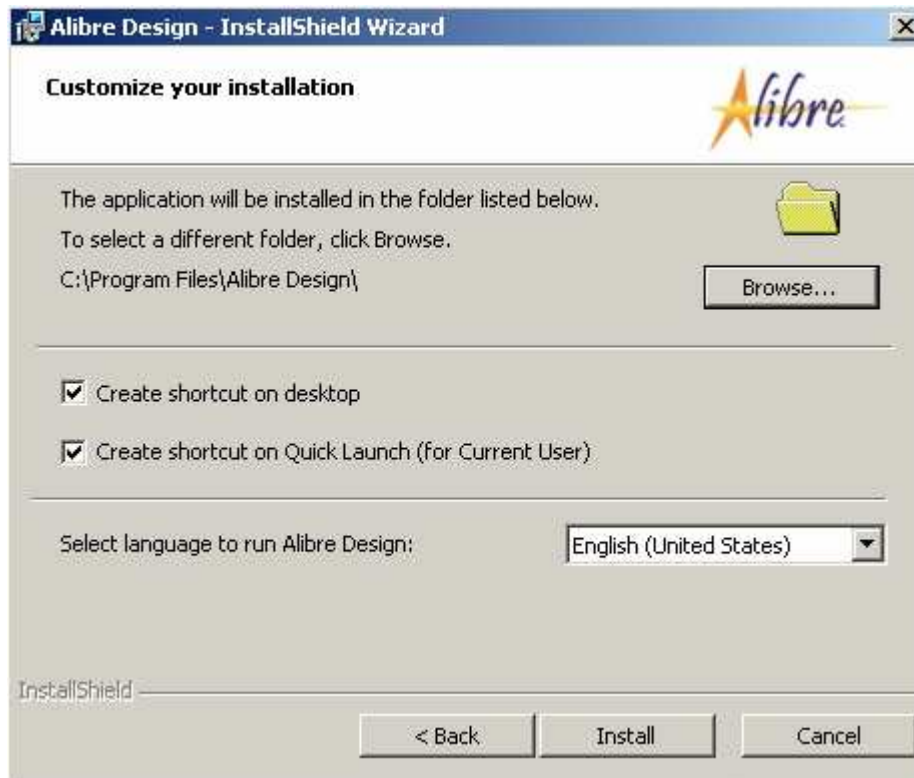 Alibre Design - InstallShield Wizard
Customize your installation
Alibre
The application will be installed in the folder listed below.
To select a different folder, click Browse.
C:\Program Files\Alibre Design\
Browse...
Create shortcut on desktop
Create shortcut on Quick Launch (for Current User)
Select language to run Alibre Design:
English (United States)
InstallShield
< Back
Install
Cancel